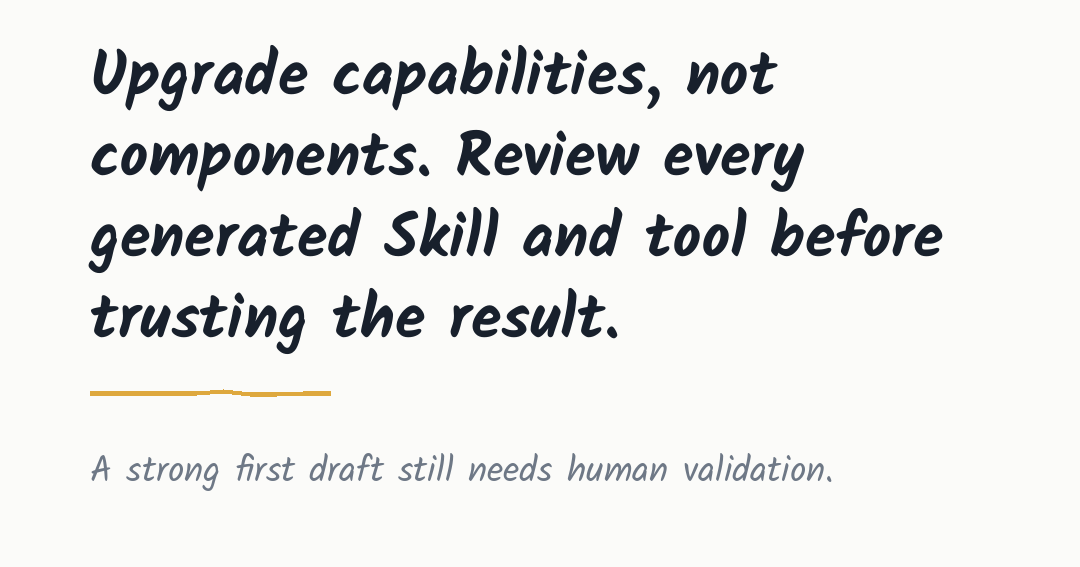 Upgrade capabilities, not
components. Review every
generated Skill and tool before
trusting the result.
A strong first draft still needs human validation.